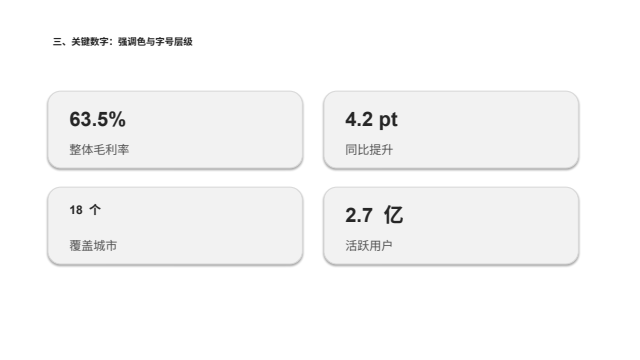 三、关键数字：强调色与字号层级
63.5%
整体毛利率
4.2 pt
同比提升
18 个
覆盖城市
2.7 亿
活跃用户